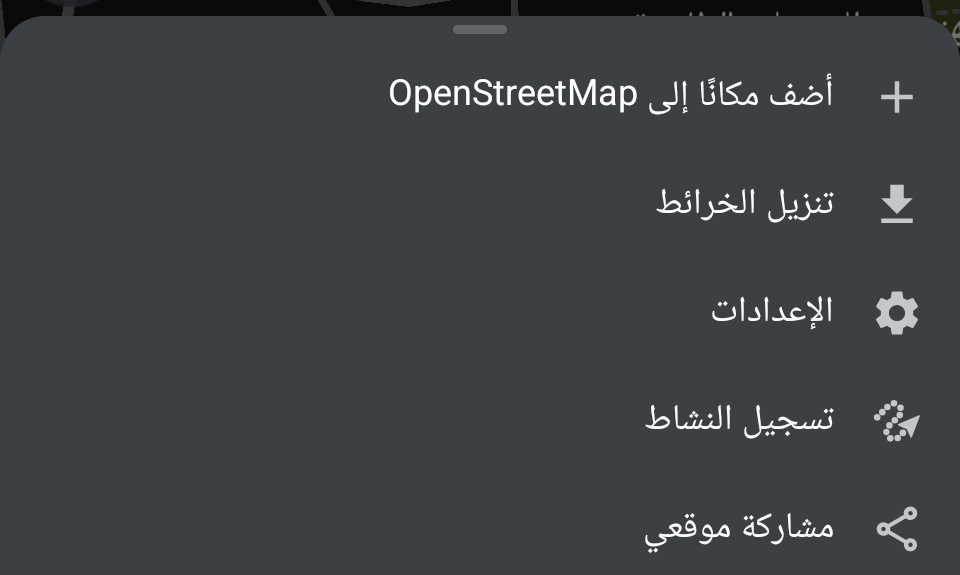 أضف مكانًا إلى OpenStreetMap
تنزيل الخرائط
الإعدادات
تسجيل النشاط
مشاركة موقعي